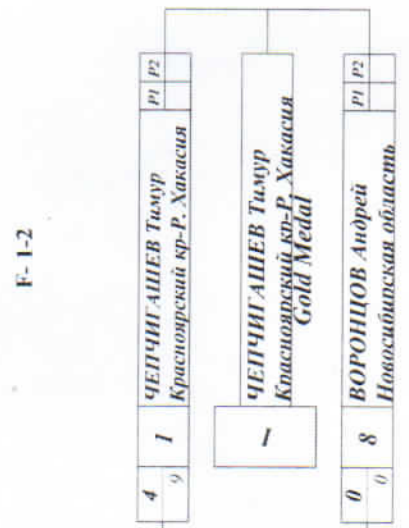 F- 1-2
4 1 ЧЕПЧИГАШЕВ Тимур P1 P2
9 Красноярский кр-Р. Хакасия
1 ЧЕПЧИГАШЕВ Тимур
Красноярский кр-Р. Хакасия
Gold Medal
0 8 ВОРОНЦОВ Андрей P1 P2
0 Новосибирская область